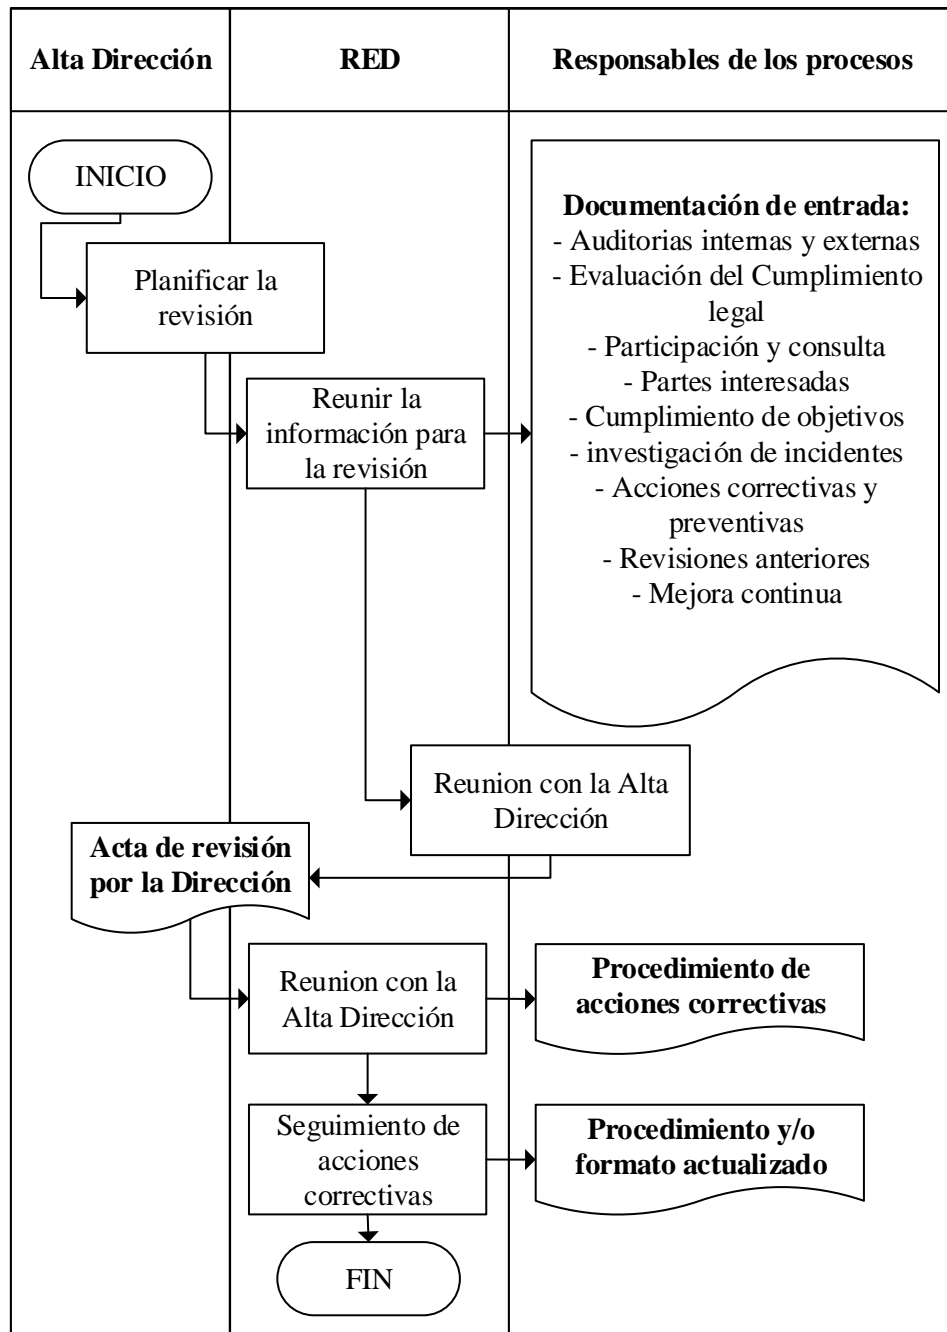 Alta Dirección
RED
Responsables de los procesos
INICIO
Planificar la
revisión
Reunir la
información para
la revisión
Documentación de entrada:
- Auditorias internas y externas
- Evaluación del Cumplimiento
legal
- Participación y consulta
- Partes interesadas
- Cumplimiento de objetivos
- investigación de incidentes
- Acciones correctivas y
preventivas
- Revisiones anteriores
- Mejora continua
Reunion con la Alta
Dirección
Acta de revisión
por la Dirección
Reunion con la
Alta Dirección
Procedimiento de
acciones correctivas
Seguimiento de
acciones
correctivas
Procedimiento y/o
formato actualizado
FIN